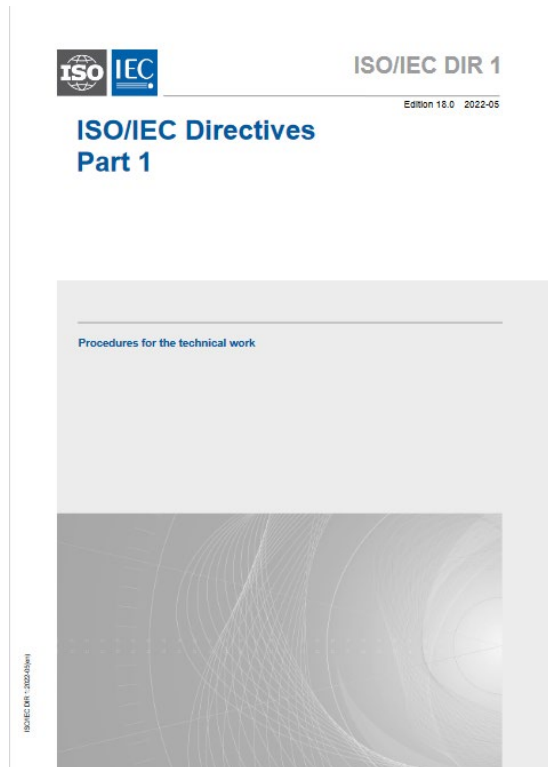 ISO IEC
ISO/IEC DIR 1
Edition 18.0 2022-05
ISO/IEC Directives
Part 1
Procedures for the technical work
ISO/IEC DIR 1:2022-05(en)